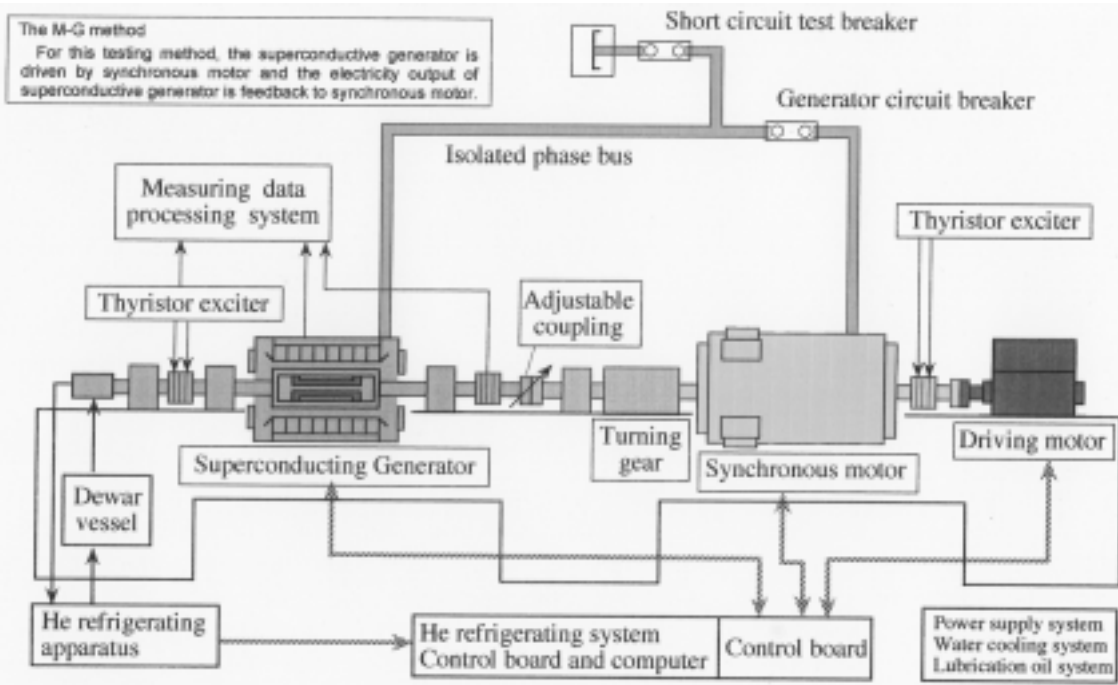 The M-G method
For this testing method, the superconductive generator is
driven by synchronous motor and the electricity output of
superconductive generator is feedback to synchronous motor.
Short circuit test breaker
Generator circuit breaker
Isolated phase bus
Measuring data
processing system
Thyristor exciter
Thyristor exciter
Adjustable
coupling
Superconducting Generator
Turning
gear
Synchronous motor
Driving motor
Dewar
vessel
He refrigerating
apparatus
He refrigerating system
Control board and computer
Control board
Power supply system
Water cooling system
Lubrication oil system